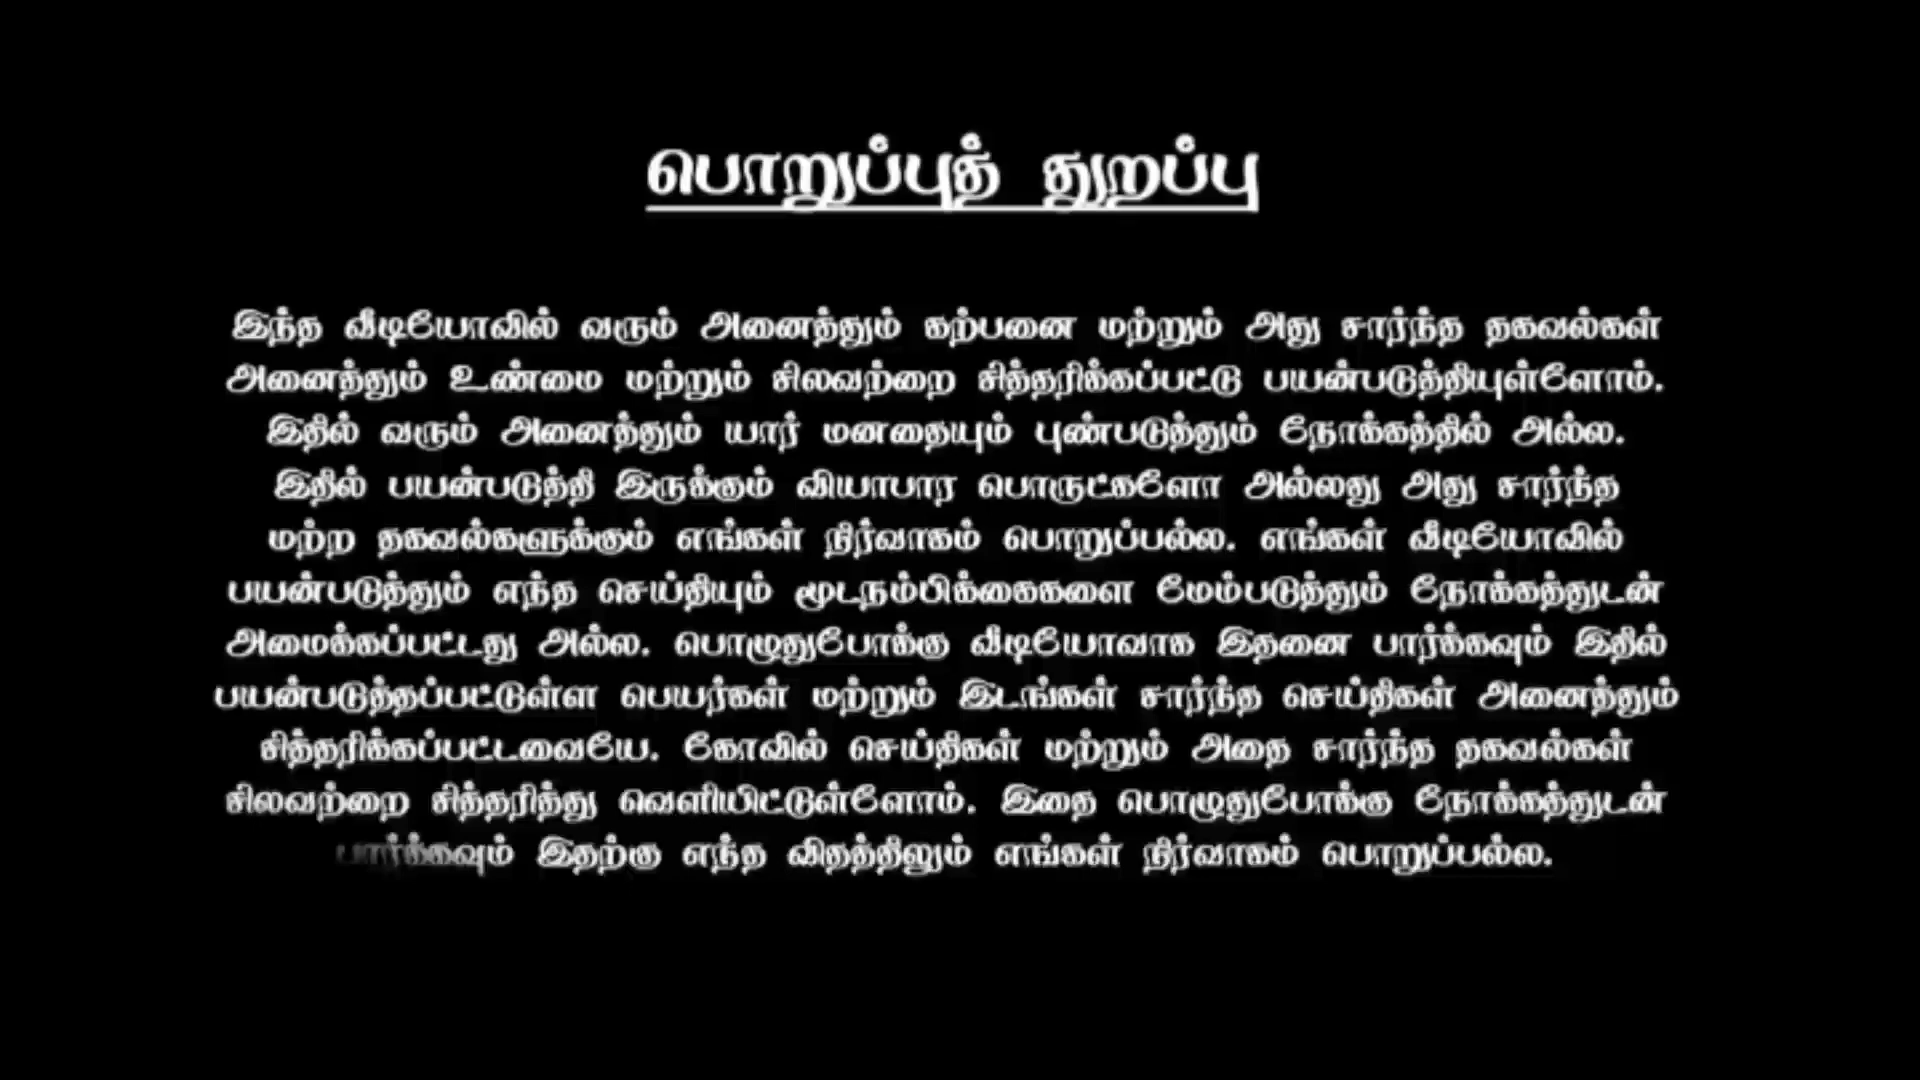 பொறுப்புத் துறப்பு
இந்த வீடியோவில் வரும் அனைத்தும் கற்பனை மற்றும் அது சார்ந்த தகவல்கள்
அனைத்தும் உண்மை மற்றும் சிலவற்றை சித்தரிக்கப்பட்டு பயன்படுத்தியுள்ளோம்.
இதில் வரும் அனைத்தும் யார் மனதையும் புண்படுத்தும் நோக்கத்தில் அல்ல.
இதில் பயன்படுத்தி இருக்கும் வியாபார பொருட்களோ அல்லது அது சார்ந்த
மற்ற தகவல்களுக்கும் எங்கள் நிர்வாகம் பொறுப்பல்ல. எங்கள் வீடியோவில்
பயன்படுத்தும் எந்த செய்தியும் மூடநம்பிக்கைகளை மேம்படுத்தும் நோக்கத்துடன்
அமைக்கப்பட்டது அல்ல. பொழுதுபோக்கு வீடியோவாக இதனை பார்க்கவும் இதில்
பயன்படுத்தப்பட்டுள்ள பெயர்கள் மற்றும் இடங்கள் சார்ந்த செய்திகள் அனைத்தும்
சித்தரிக்கப்பட்டவையே. கோவில் செய்திகள் மற்றும் அதை சார்ந்த தகவல்கள்
சிலவற்றை சித்தரித்து வெளியிட்டுள்ளோம். இதை பொழுதுபோக்கு நோக்கத்துடன்
பார்க்கவும் இதற்கு எந்த விதத்திலும் எங்கள் நிர்வாகம் பொறுப்பல்ல.